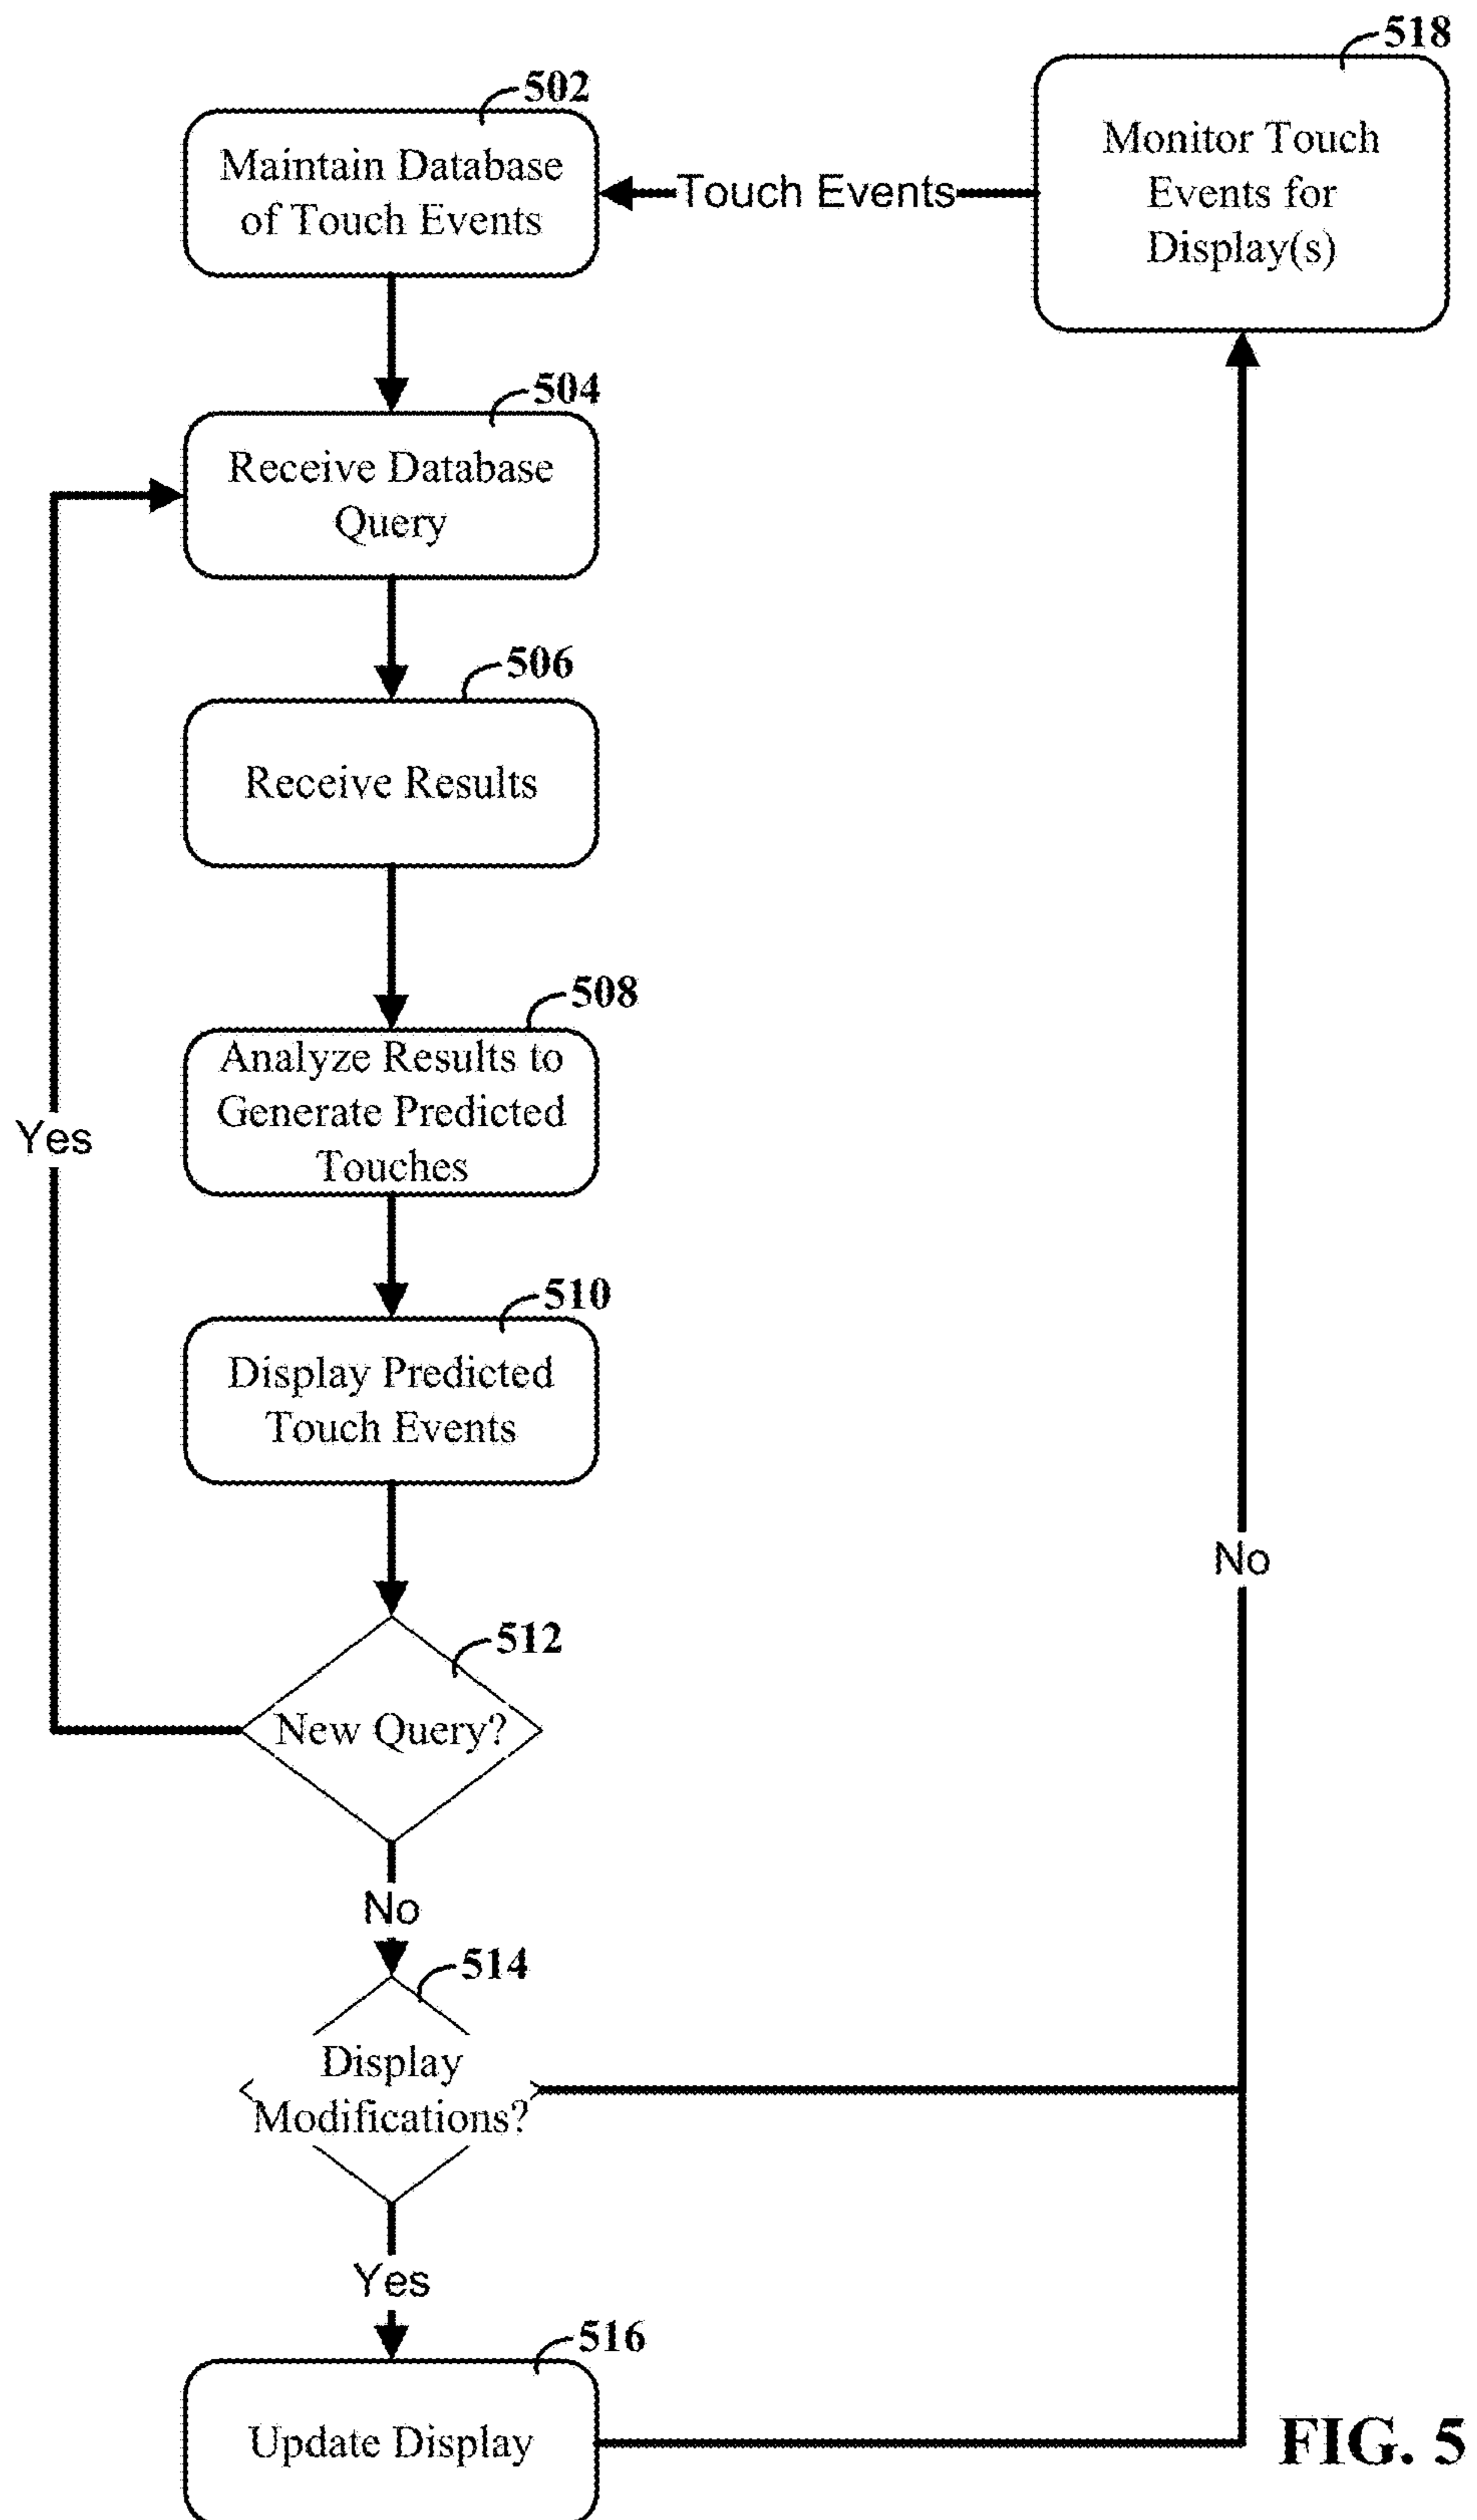 518
502
Monitor Touch
Events for
Display(s)
Maintain Database
of Touch Events
Touch Events
504
Receive Database
Query
506
Receive Results
508
Analyze Results to
Generate Predicted
Touches
Yes
510
Display Predicted
Touch Events
No
512
New Query?
No
514
Display
Modifications?
Yes
516
Update Display
FIG. 5